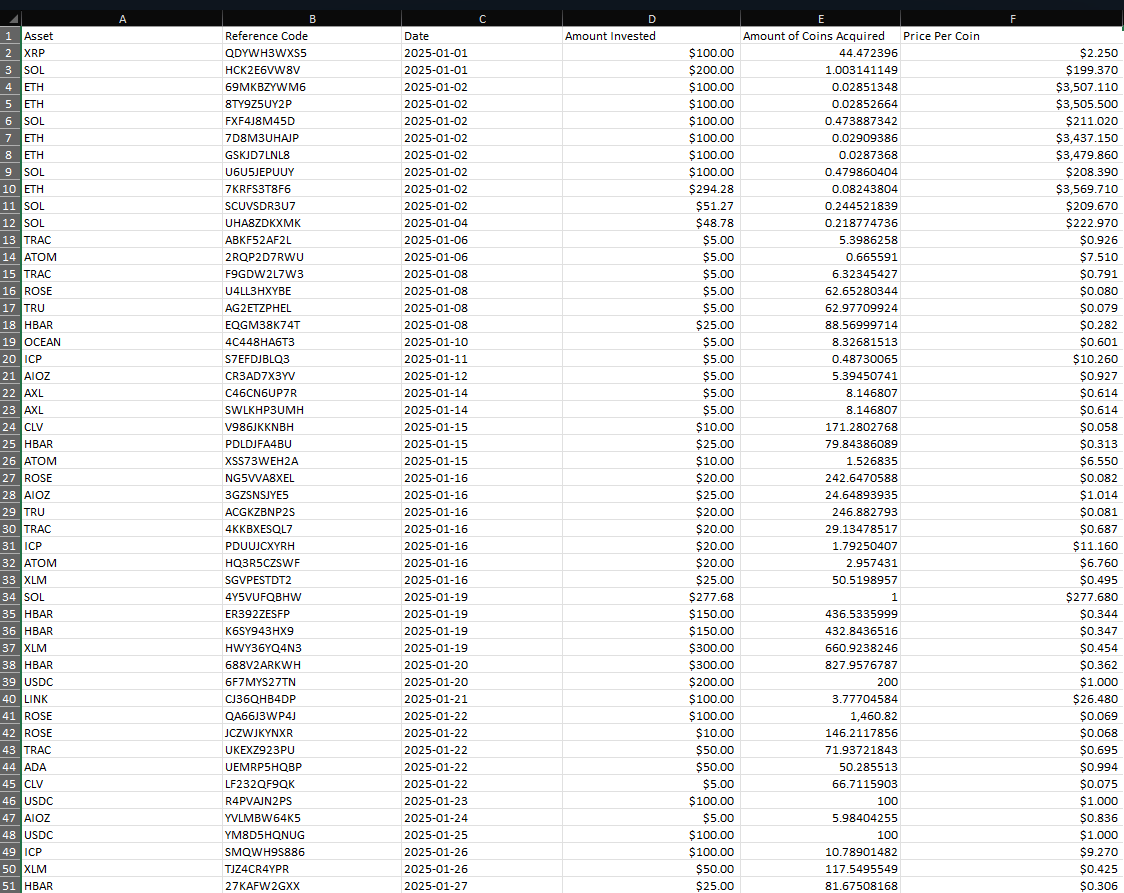 A B C D E F
1 Asset Reference Code Date Amount Invested Amount of Coins Acquired Price Per Coin
2 XRP QDYWH3WXS5 2025-01-01 $100.00 44.472396 $2.250
3 SOL HCK2E6VW8V 2025-01-01 $200.00 1.003141149 $199.370
4 ETH 69MKBZYWM6 2025-01-02 $100.00 0.02851348 $3,507.110
5 ETH 8TY9Z5UY2P 2025-01-02 $100.00 0.02852664 $3,505.500
6 SOL FXF4J8M45D 2025-01-02 $100.00 0.473887342 $211.020
7 ETH 7D8M3UHAJP 2025-01-02 $100.00 0.02909386 $3,437.150
8 ETH GSKJD7LNL8 2025-01-02 $100.00 0.0287368 $3,479.860
9 SOL U6U5JEPUUY 2025-01-02 $100.00 0.479860404 $208.390
10 ETH 7KRFS3T8F6 2025-01-02 $294.28 0.08243804 $3,569.710
11 SOL SCUVSDR3U7 2025-01-02 $51.27 0.244521839 $209.670
12 SOL UHA8ZDKXMK 2025-01-04 $48.78 0.218774736 $222.970
13 TRAC ABKF52AF2L 2025-01-06 $5.00 5.3986258 $0.926
14 ATOM 2RQP2D7RWU 2025-01-06 $5.00 0.665591 $7.510
15 TRAC F9GDW2L7W3 2025-01-08 $5.00 6.32345427 $0.791
16 ROSE U4LL3HXYBE 2025-01-08 $5.00 62.65280344 $0.080
17 TRU AG2ETZPHEL 2025-01-08 $5.00 62.97709924 $0.079
18 HBAR EQGM38K74T 2025-01-08 $25.00 88.56999714 $0.282
19 OCEAN 4C448HA6T3 2025-01-10 $5.00 8.32681513 $0.601
20 ICP S7EFDJBLQ3 2025-01-11 $5.00 0.48730065 $10.260
21 AIOZ CR3AD7X3YV 2025-01-12 $5.00 5.39450741 $0.927
22 AXL C46CN6UP7R 2025-01-14 $5.00 8.146807 $0.614
23 AXL SWLKHP3UMH 2025-01-14 $5.00 8.146807 $0.614
24 CLV V986JKKNBH 2025-01-15 $10.00 171.2802768 $0.058
25 HBAR PDLDJFA4BU 2025-01-15 $25.00 79.84386089 $0.313
26 ATOM XSS73WEH2A 2025-01-15 $10.00 1.526835 $6.550
27 ROSE NG5VVA8XEL 2025-01-16 $20.00 242.6470588 $0.082
28 AIOZ 3GZSNSJYE5 2025-01-16 $25.00 24.64893935 $1.014
29 TRU ACGKZBNP2S 2025-01-16 $20.00 246.882793 $0.081
30 TRAC 4KKBXESQL7 2025-01-16 $20.00 29.13478517 $0.687
31 ICP PDUUJCXYRH 2025-01-16 $20.00 1.79250407 $11.160
32 ATOM HQ3R5CZSWF 2025-01-16 $20.00 2.957431 $6.760
33 XLM SGVPESTDT2 2025-01-16 $25.00 50.5198957 $0.495
34 SOL 4Y5VUFQBHW 2025-01-19 $277.68 1 $277.680
35 HBAR ER392ZESFP 2025-01-19 $150.00 436.5335999 $0.344
36 HBAR K6SY943HX9 2025-01-19 $150.00 432.8436516 $0.347
37 XLM HWY36YQ4N3 2025-01-19 $300.00 660.9238246 $0.454
38 HBAR 688V2ARKWH 2025-01-20 $300.00 827.9576787 $0.362
39 USDC 6F7MYS27TN 2025-01-20 $200.00 200 $1.000
40 LINK CJ36QHB4DP 2025-01-21 $100.00 3.77704584 $26.480
41 ROSE QA66J3WP4J 2025-01-22 $100.00 1,460.82 $0.069
42 ROSE JCZWJKYNXR 2025-01-22 $10.00 146.2117856 $0.068
43 TRAC UKEXZ923PU 2025-01-22 $50.00 71.93721843 $0.695
44 ADA UEMRP5HQBP 2025-01-22 $50.00 50.285513 $0.994
45 CLV LF232QF9QK 2025-01-22 $5.00 66.7115903 $0.075
46 USDC R4PVAJN2PS 2025-01-23 $100.00 100 $1.000
47 AIOZ YVLMBW64K5 2025-01-24 $5.00 5.98404255 $0.836
48 USDC YM8D5HQNUG 2025-01-25 $100.00 100 $1.000
49 ICP SMQWH9S886 2025-01-26 $100.00 10.78901482 $9.270
50 XLM TJZ4CR4YPR 2025-01-26 $50.00 117.5495549 $0.425
51 HBAR 27KAFW2GXX 2025-01-27 $25.00 81.67508168 $0.306